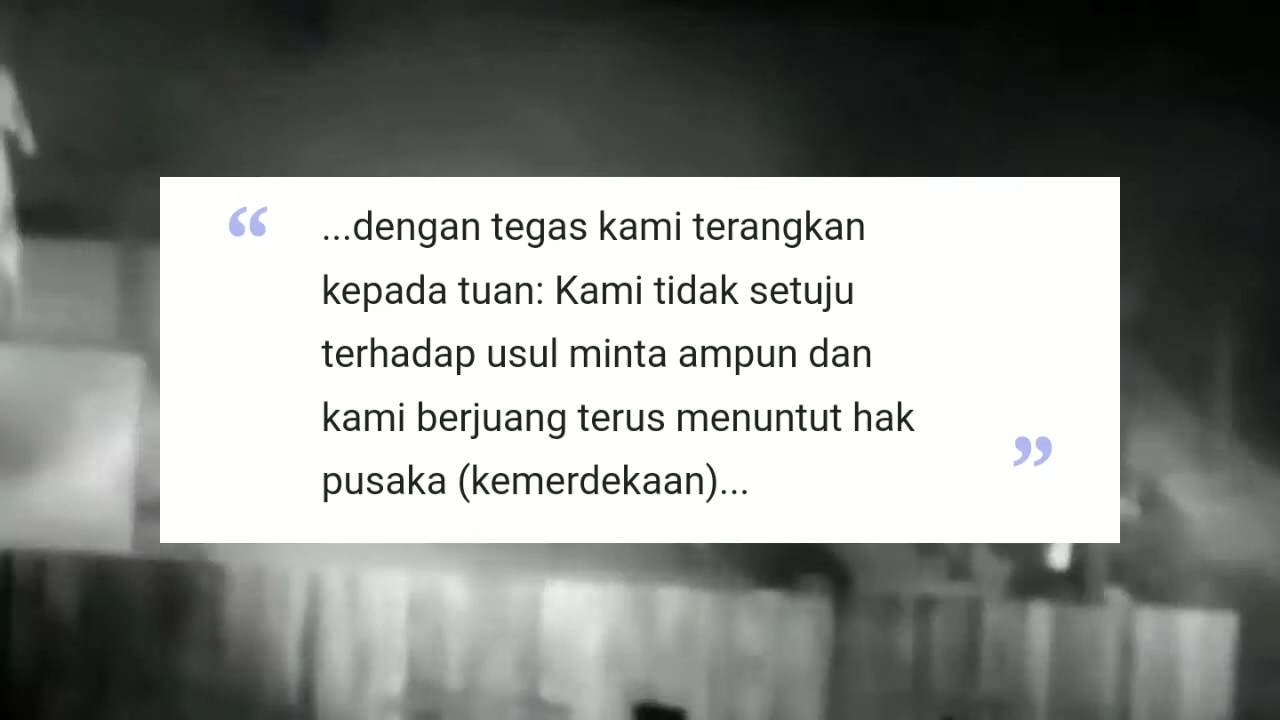 “ ...dengan tegas kami terangkan
kepada tuan: Kami tidak setuju
terhadap usul minta ampun dan
kami berjuang terus menuntut hak
pusaka (kemerdekaan)... ”